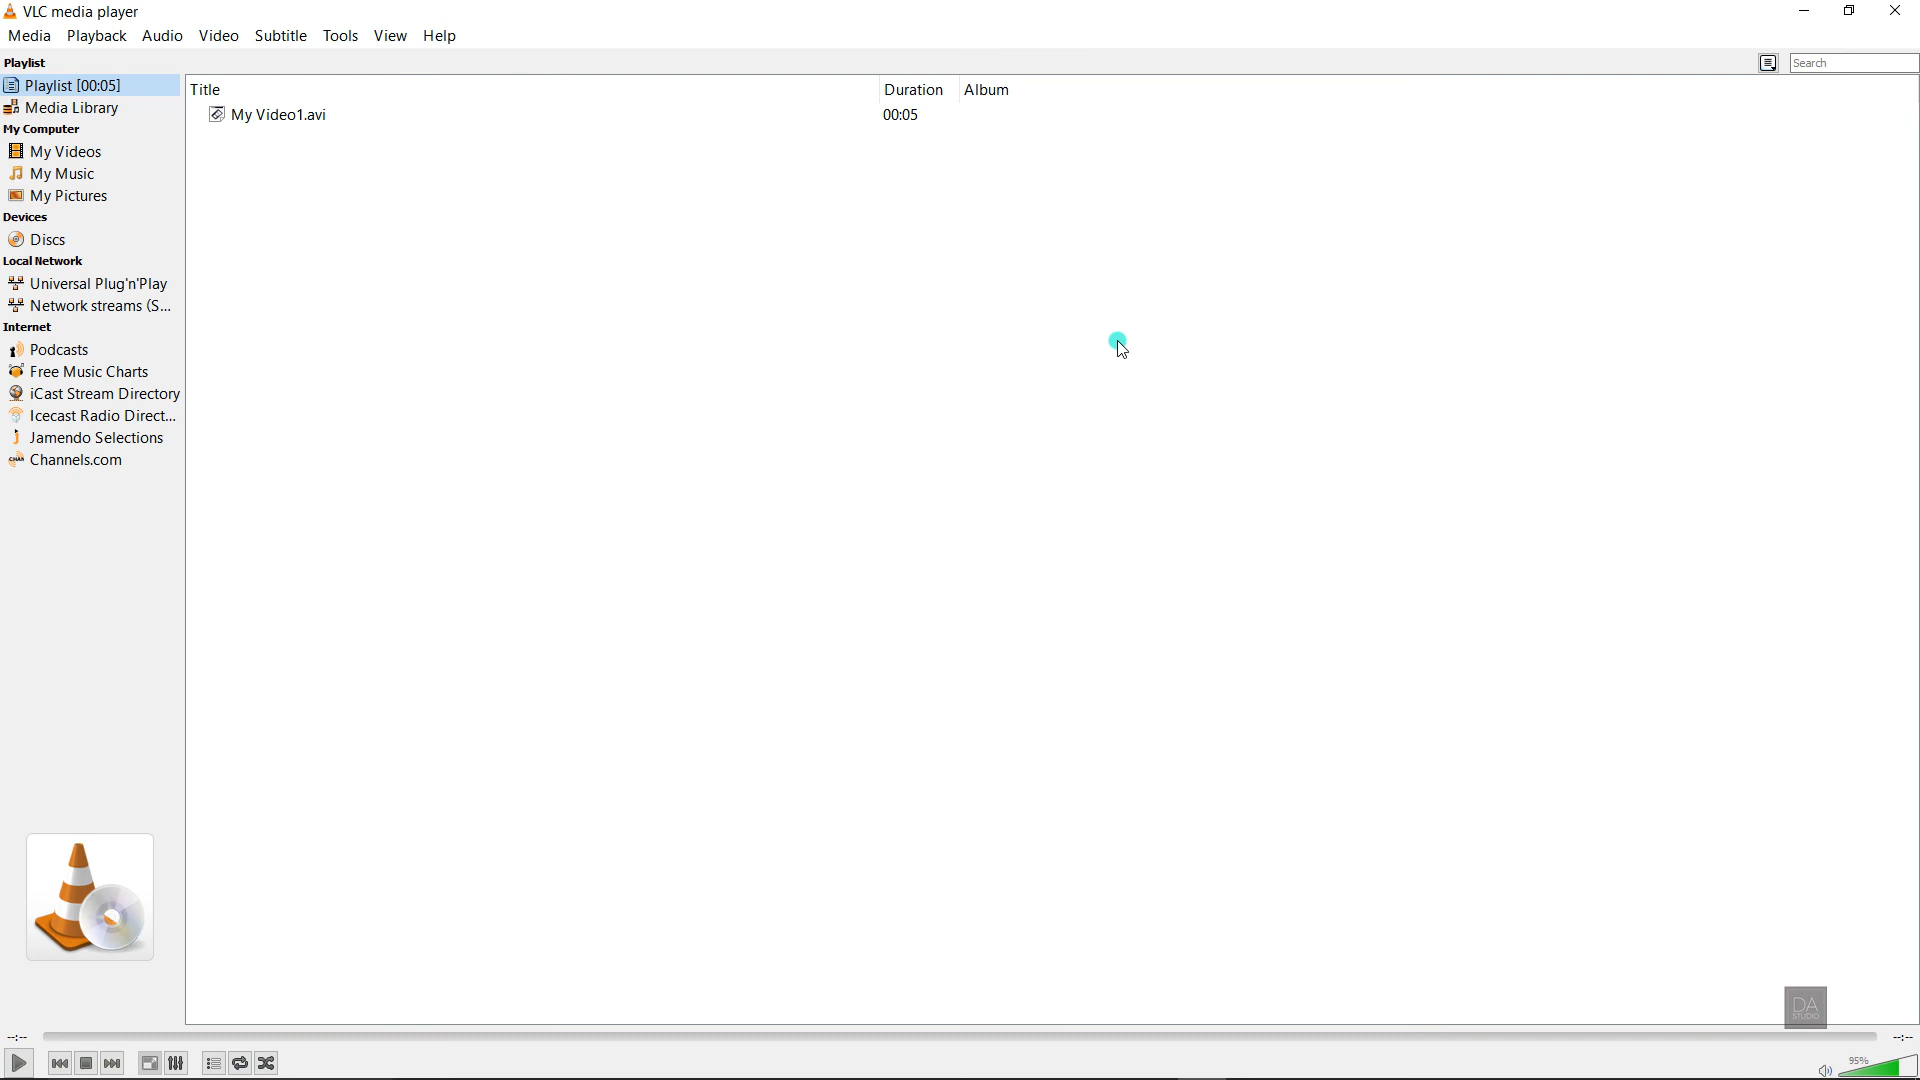 VLC media player
Media Playback Audio Video Subtitle Tools View Help
Playlist
Search
Playlist [00:05]
Media Library
My Computer
My Videos
My Music
My Pictures
Devices
Discs
Local Network
Universal Plug'n'Play
Network streams (S...
Internet
Podcasts
Free Music Charts
iCast Stream Directory
Icecast Radio Direct...
Jamendo Selections
Channels.com
Title Duration Album
My Video1.avi 00:05
DA
STUDIO
--:-- --:--
95%